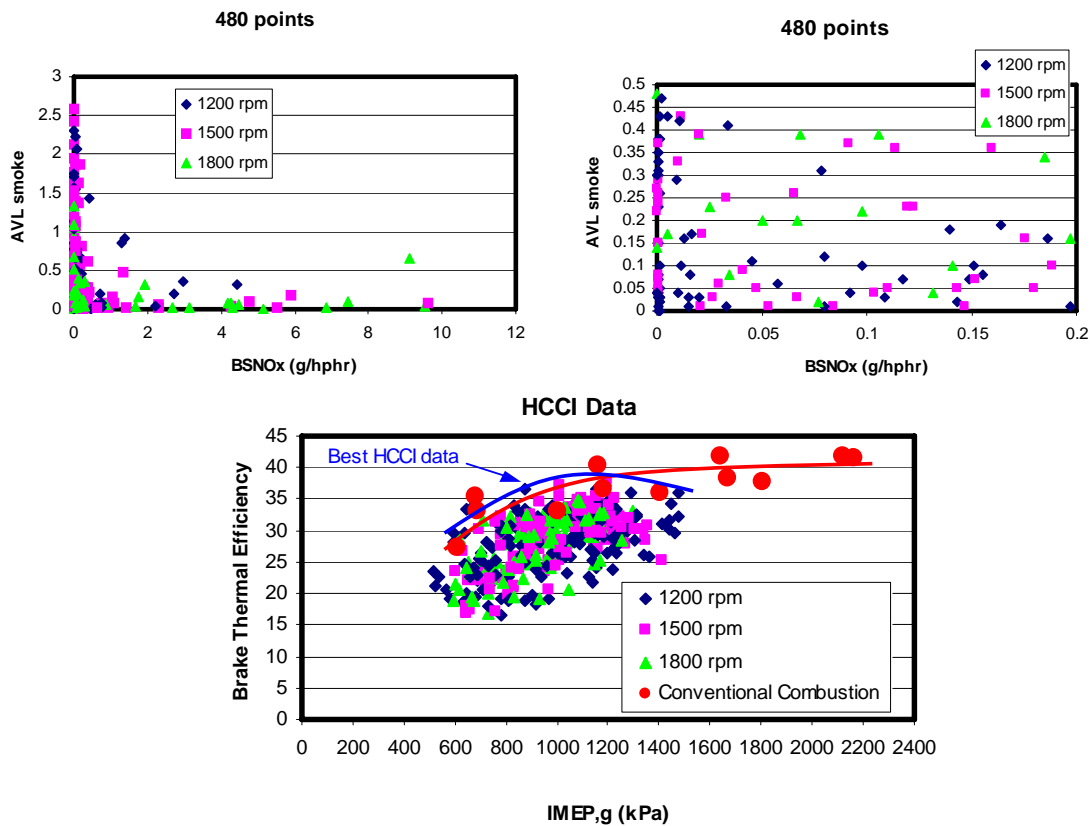 480 points
3
2.5
2
1.5
1
0.5
0
AVL smoke
1200 rpm
1500 rpm
1800 rpm
0 2 4 6 8 10 12
BSNOx (g/hphr)
480 points
0.5
0.45
0.4
0.35
0.3
0.25
0.2
0.15
0.1
0.05
0
AVL smoke
1200 rpm
1500 rpm
1800 rpm
0 0.05 0.1 0.15 0.2
BSNOx (g/hphr)
HCCI Data
45
40
35
30
25
20
15
10
5
0
Brake Thermal Efficiency
Best HCCI data
1200 rpm
1500 rpm
1800 rpm
Conventional Combustion
0 200 400 600 800 1000 1200 1400 1600 1800 2000 2200 2400
IMEP,g (kPa)